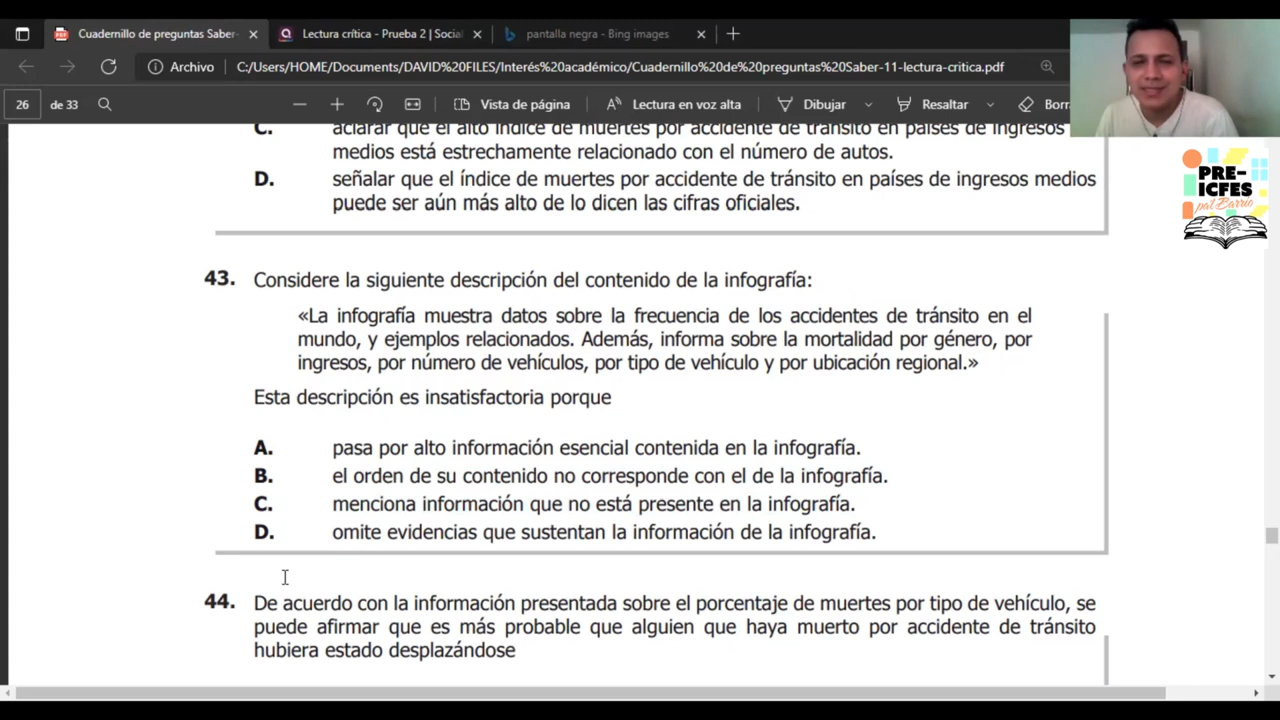 Cuadernillo de preguntas Saber-
Lectura crítica - Prueba 2 | Social
pantalla negra - Bing images
Archivo
C:/Users/HOME/Documents/DAVID%20FILES/Interés%20académico/Cuadernillo%20de%20preguntas%20Saber-11-lectura-critica.pdf
26 de 33
Vista de página
Lectura en voz alta
Dibujar
Resaltar
Borr
C. aclarar que el alto índice de muertes por accidente de tránsito en países de ingresos
medios está estrechamente relacionado con el número de autos.
D. señalar que el índice de muertes por accidente de tránsito en países de ingresos medios
puede ser aún más alto de lo dicen las cifras oficiales.
PRE-
ICFES
pal Barrio
43. Considere la siguiente descripción del contenido de la infografía:
«La infografía muestra datos sobre la frecuencia de los accidentes de tránsito en el
mundo, y ejemplos relacionados. Además, informa sobre la mortalidad por género, por
ingresos, por número de vehículos, por tipo de vehículo y por ubicación regional.»
Esta descripción es insatisfactoria porque
A. pasa por alto información esencial contenida en la infografía.
B. el orden de su contenido no corresponde con el de la infografía.
C. menciona información que no está presente en la infografía.
D. omite evidencias que sustentan la información de la infografía.
44. De acuerdo con la información presentada sobre el porcentaje de muertes por tipo de vehículo, se
puede afirmar que es más probable que alguien que haya muerto por accidente de tránsito
hubiera estado desplazándose